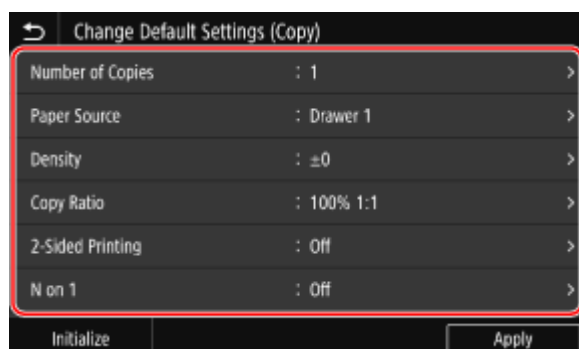 Change Default Settings (Copy)
Number of Copies : 1 >
Paper Source : Drawer 1 >
Density : ±0 >
Copy Ratio : 100% 1:1 >
2-Sided Printing : Off >
N on 1 : Off >
Initialize Apply